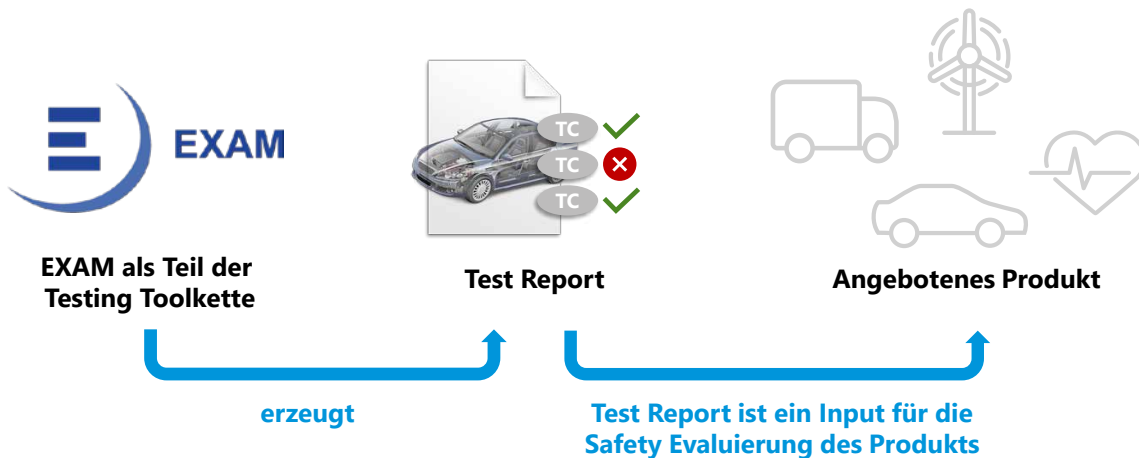 EXAM
TC
TC
TC
EXAM als Teil der
Testing Toolkette
Test Report
Angebotenes Produkt
erzeugt
Test Report ist ein Input für die
Safety Evaluierung des Produkts